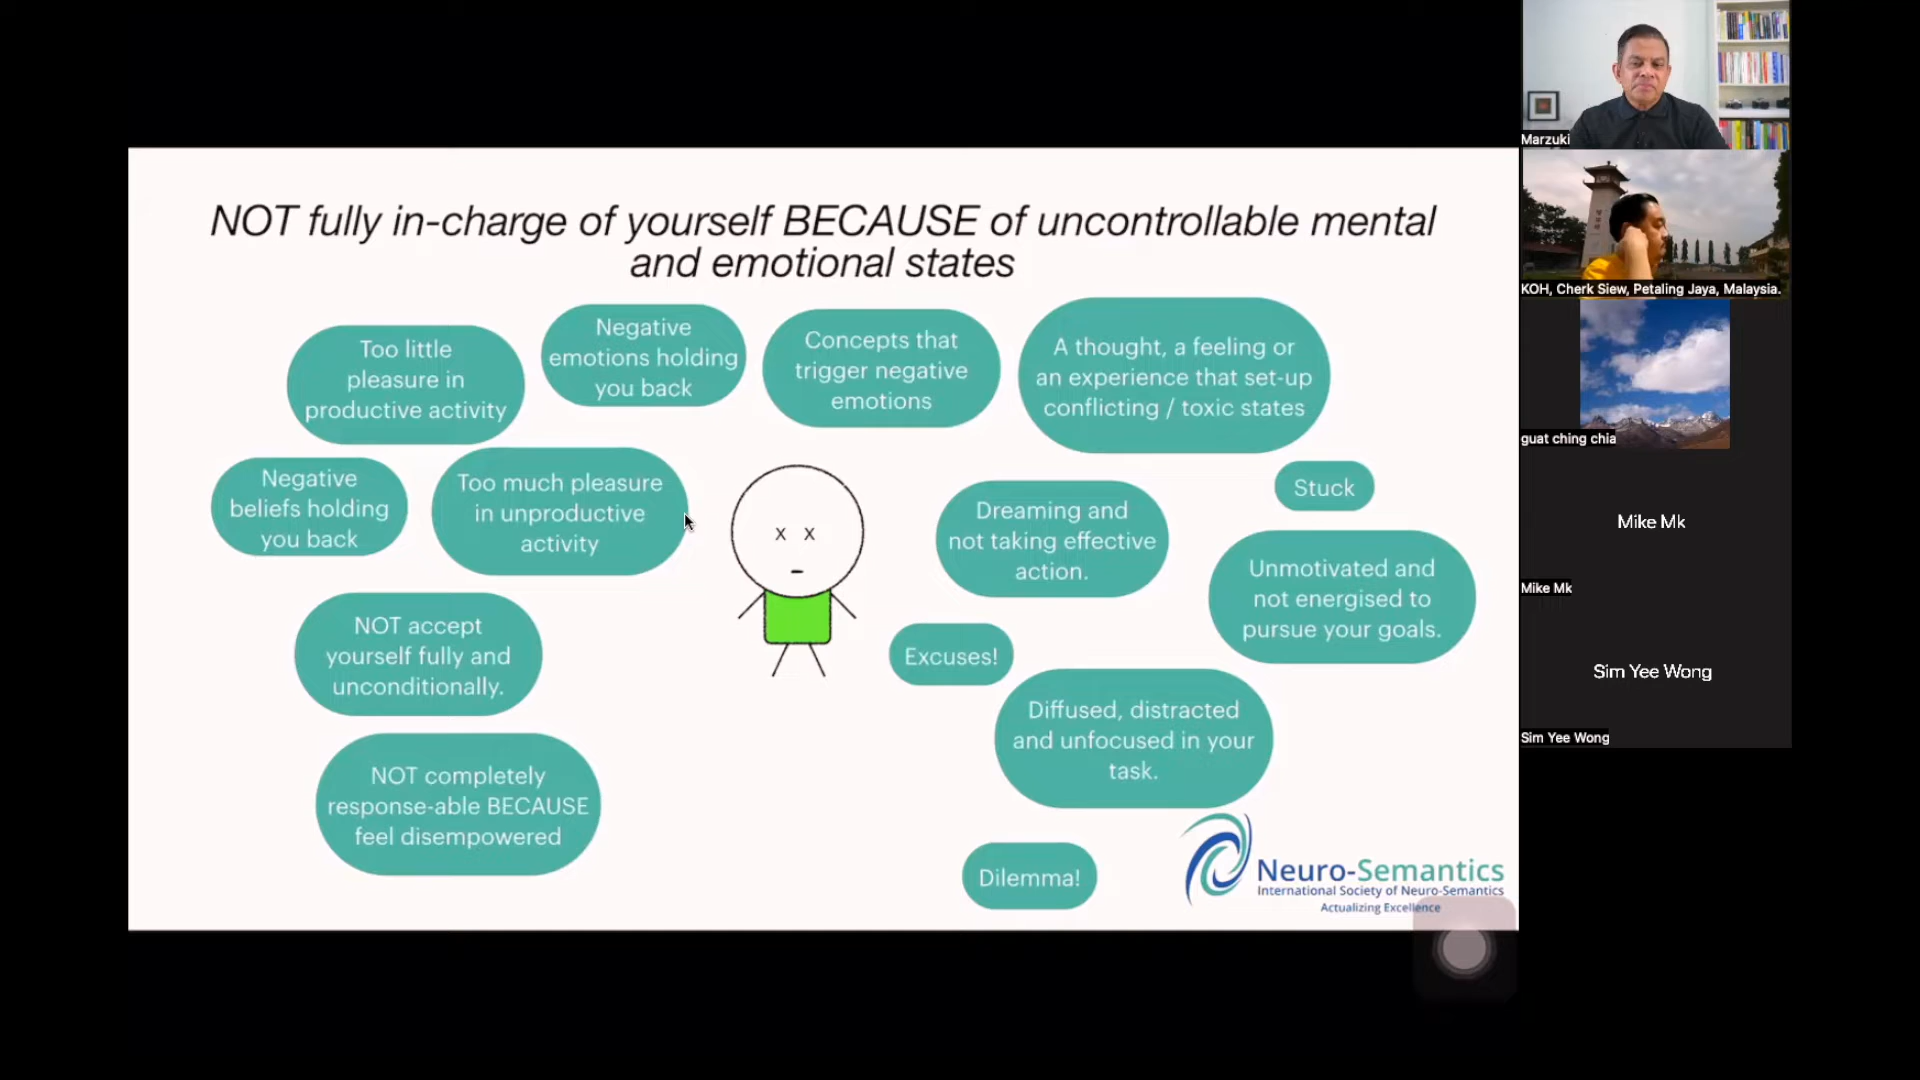 NOT fully in-charge of yourself BECAUSE of uncontrollable mental
and emotional states
Too little
pleasure in
productive activity
Negative
emotions holding
you back
Concepts that
trigger negative
emotions
A thought, a feeling or
an experience that set-up
conflicting / toxic states
Negative
beliefs holding
you back
Too much pleasure
in unproductive
activity
x x
Dreaming and
not taking effective
action.
Stuck
Unmotivated and
not energised to
pursue your goals.
NOT accept
yourself fully and
unconditionally.
Excuses!
Diffused, distracted
and unfocused in your
task.
NOT completely
response-able BECAUSE
feel disempowered
Dilemma!
Neuro-Semantics
International Society of Neuro-Semantics
Actualizing Excellence
Marzuki
KOH, Cherk Siew, Petaling Jaya, Malaysia.
guat ching chia
Mike Mk
Mike Mk
Sim Yee Wong
Sim Yee Wong